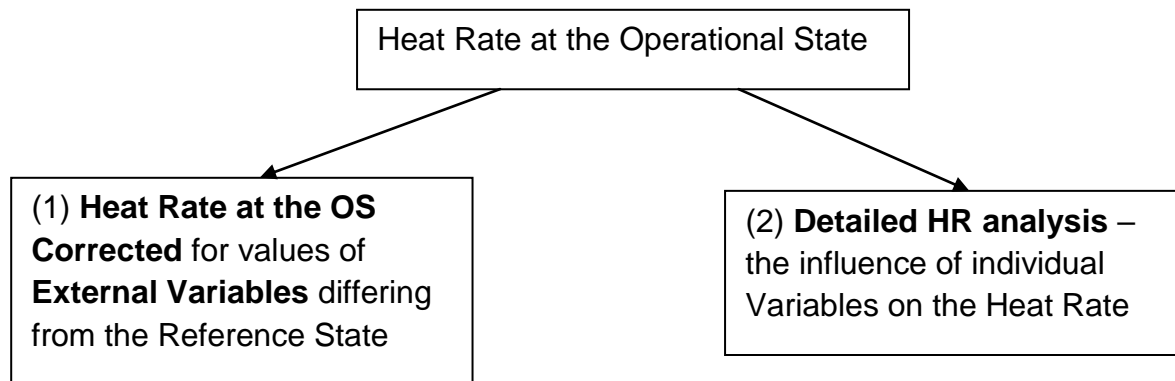 Heat Rate at the Operational State
(1) Heat Rate at the OS
Corrected for values of
External Variables differing
from the Reference State
(2) Detailed HR analysis –
the influence of individual
Variables on the Heat Rate